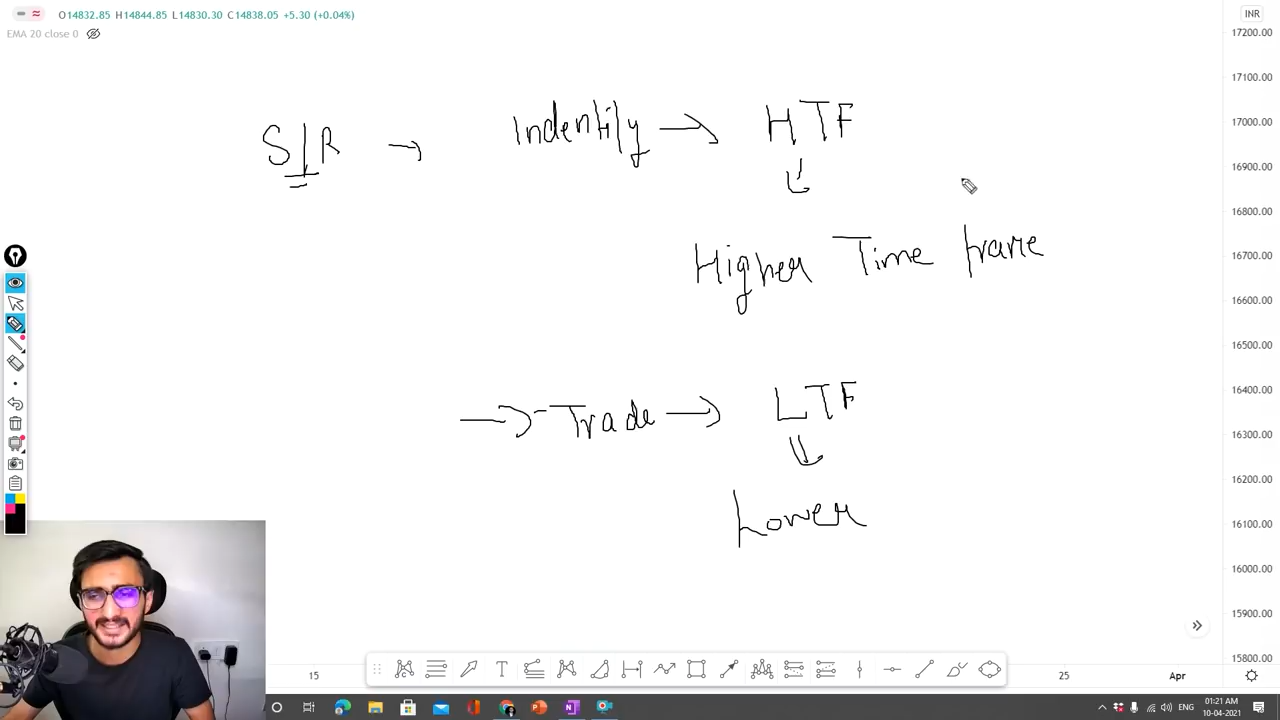 O14832.85 H14844.85 L14830.30 C14838.05 +5.30 (+0.04%)
EMA 20 close 0
INR
17200.00
17100.00
17000.00
16900.00
16800.00
16700.00
16600.00
16500.00
16400.00
16300.00
16200.00
16100.00
16000.00
15900.00
15800.00
S|R → Indentify → HTF
Higher Time frame
→ Trade → LTF
Lower
15 25 Apr
ENG
01:21 AM
10-04-2021